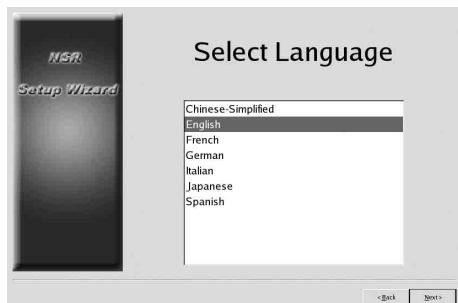 NSR
Setup Wizard
Select Language
Chinese-Simplified
English
French
German
Italian
Japanese
Spanish
< Back
Next >